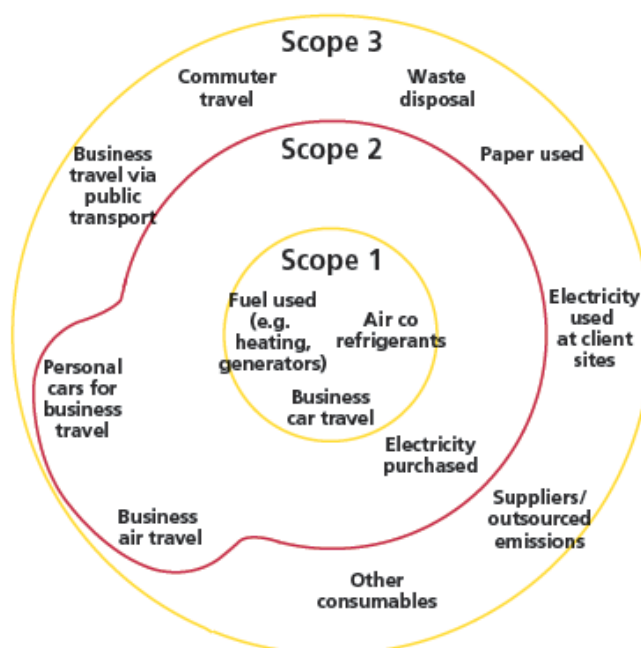 Scope 3
Commuter
travel
Waste
disposal
Business
travel via
public
transport
Scope 2
Paper used
Scope 1
Fuel used
(e.g.
heating,
generators)
Air co
refrigerants
Business
car travel
Electricity
used
at client
sites
Personal
cars for
business
travel
Electricity
purchased
Business
air travel
Suppliers/
outsourced
emissions
Other
consumables